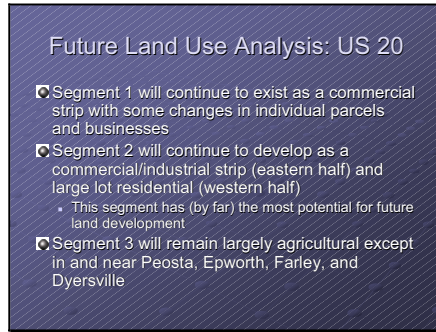 Future Land Use Analysis: US 20
Segment 1 will continue to exist as a commercial
strip with some changes in individual parcels
and businesses
Segment 2 will continue to develop as a
commercial/industrial strip (eastern half) and
large lot residential (western half)
This segment has (by far) the most potential for future
land development
Segment 3 will remain largely agricultural except
in and near Peosta, Epworth, Farley, and
Dyersville